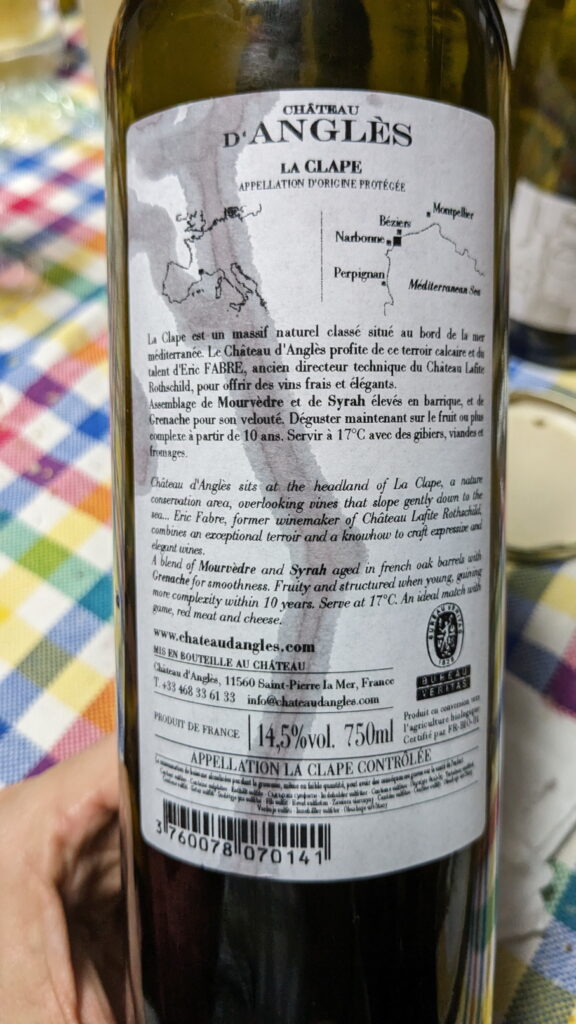 CHÂTEAU
D'ANGLÈS
LA CLAPE
APPELLATION D'ORIGINE PROTÉGÉE
Montpellier
Béziers
Narbonne
Perpignan
Méditerranean Sea
La Clape est un massif naturel classé situé au bord de la mer
méditerranée. Le Château d'Anglès profite de ce terroir calcaire et du
talent d'Eric FABRE, ancien directeur technique du Château Lafite
Rothschild, pour offrir des vins frais et élégants.
Assemblage de Mourvèdre et de Syrah élevés en barrique, et de
Grenache pour son velouté. Déguster maintenant sur le fruit ou plus
complexe à partir de 10 ans. Servir à 17°C avec des gibiers, viandes et
fromages.
Château d'Anglès sits at the headland of La Clape, a nature
conservation area, overlooking vines that slope gently down to the
sea... Eric Fabre, former winemaker of Château Lafite Rothschild,
combines an exceptional terroir and a knowhow to craft expressive and
elegant wines.
A blend of Mourvèdre and Syrah aged in french oak barrels with
Grenache for smoothness. Fruity and structured when young, gaining
more complexity within 10 years. Serve at 17°C. An ideal match with
game, red meat and cheese.
www.chateaudangles.com
MIS EN BOUTEILLE AU CHÂTEAU
Château d'Anglès, 11560 Saint-Pierre la Mer, France
T. +33 468 33 61 33 info@chateaudangles.com
BUREAU VERITAS
1828
BUREAU
VERITAS
PRODUIT DE FRANCE
14,5%vol. 750ml
Produit en conversion vers
l'agriculture biologique
Certifié par FR-BIO-10
APPELLATION LA CLAPE CONTRÔLÉE
3 760078 070141